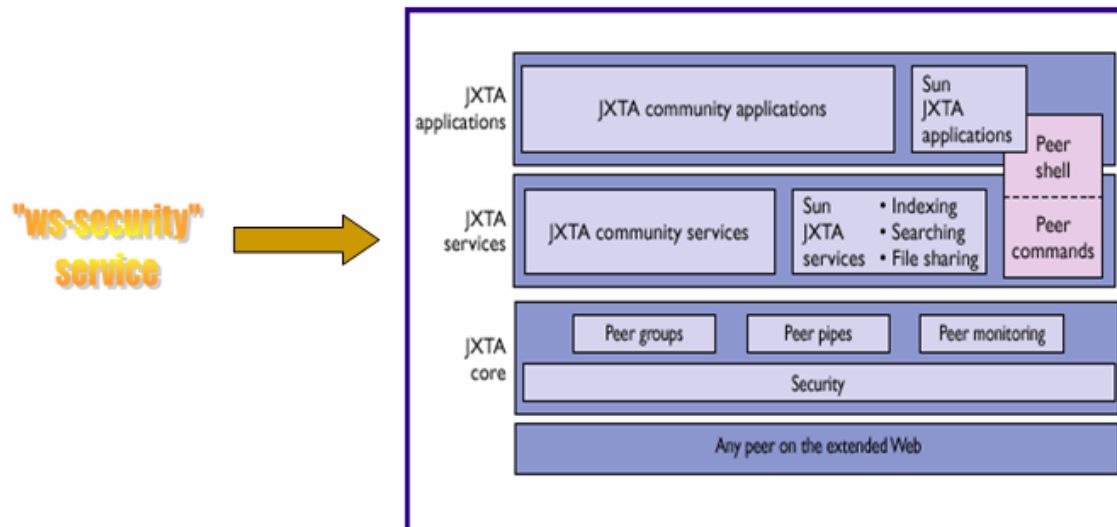 "ws-security"
service
JXTA
applications
JXTA community applications
Sun
JXTA
applications
Peer
shell
JXTA
services
JXTA community services
Sun
JXTA
services
• Indexing
• Searching
• File sharing
Peer
commands
JXTA
core
Peer groups
Peer pipes
Peer monitoring
Security
Any peer on the extended Web